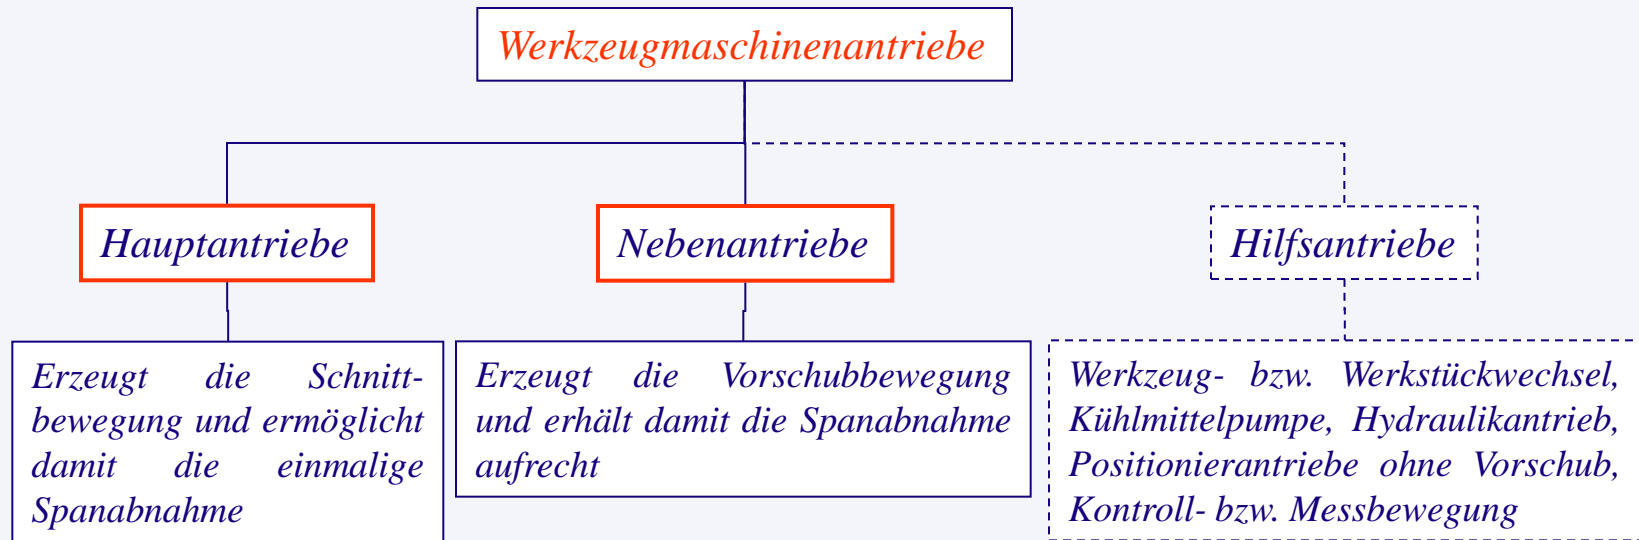 Werkzeugmaschinenantriebe
Hauptantriebe
Nebenantriebe
Hilfsantriebe
Erzeugt die Schnitt-
bewegung und ermöglicht
damit die einmalige
Spanabnahme
Erzeugt die Vorschubbewegung
und erhält damit die Spanabnahme
aufrecht
Werkzeug- bzw. Werkstückwechsel,
Kühlmittelpumpe, Hydraulikantrieb,
Positionierantriebe ohne Vorschub,
Kontroll- bzw. Messbewegung